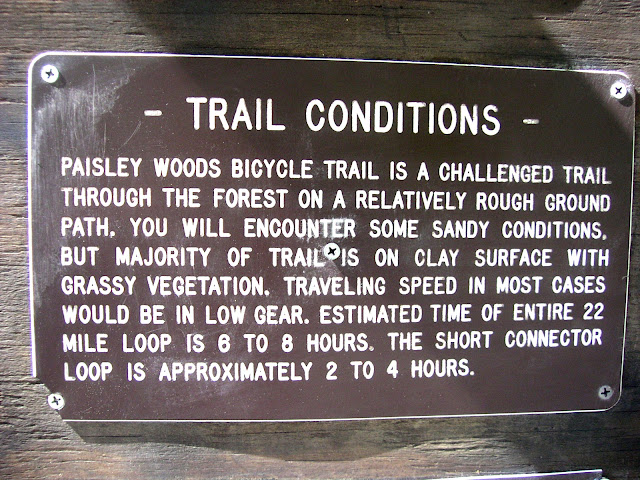 - TRAIL CONDITIONS -
PAISLEY WOODS BICYCLE TRAIL IS A CHALLENGED TRAIL
THROUGH THE FOREST ON A RELATIVELY ROUGH GROUND
PATH. YOU WILL ENCOUNTER SOME SANDY CONDITIONS,
BUT MAJORITY OF TRAIL IS ON CLAY SURFACE WITH
GRASSY VEGETATION. TRAVELING SPEED IN MOST CASES
WOULD BE IN LOW GEAR. ESTIMATED TIME OF ENTIRE 22
MILE LOOP IS 6 TO 8 HOURS. THE SHORT CONNECTOR
LOOP IS APPROXIMATELY 2 TO 4 HOURS.